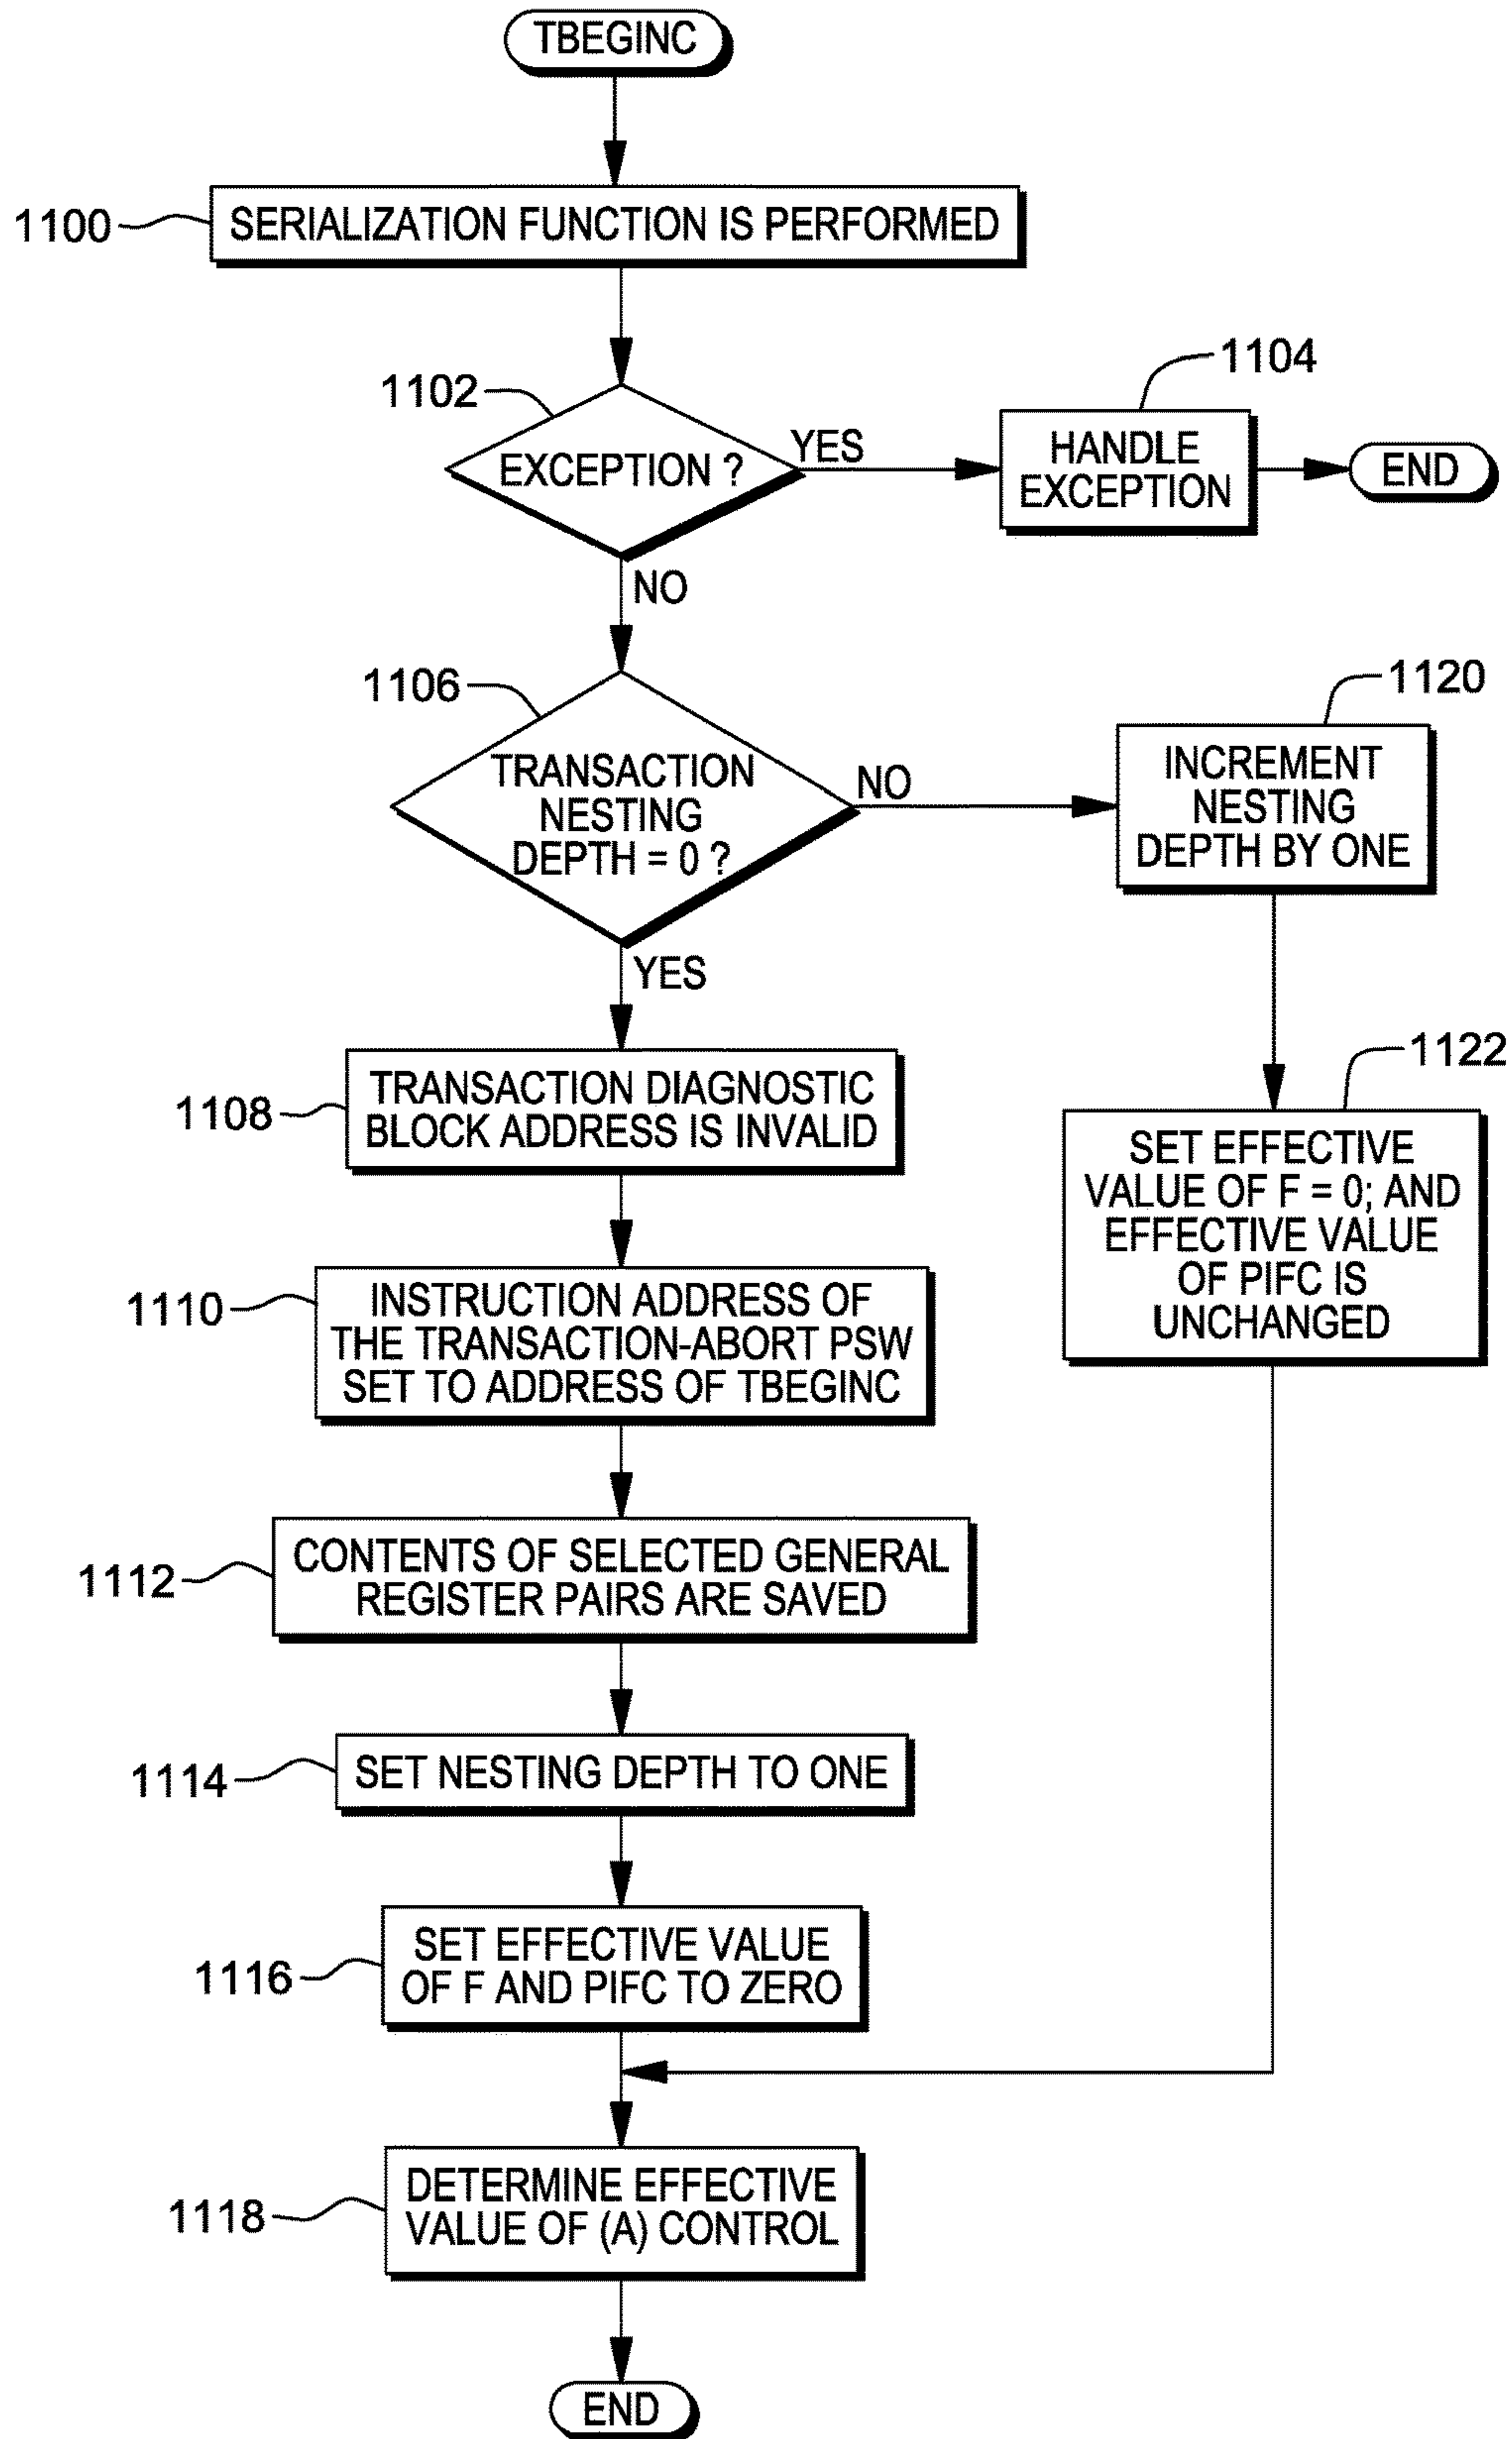 TBEGINC
1100
SERIALIZATION FUNCTION IS PERFORMED
1102
EXCEPTION ?
YES
1104
HANDLE
EXCEPTION
END
NO
1106
TRANSACTION
NESTING
DEPTH = 0 ?
NO
1120
INCREMENT
NESTING
DEPTH BY ONE
YES
1108
TRANSACTION DIAGNOSTIC
BLOCK ADDRESS IS INVALID
1122
SET EFFECTIVE
VALUE OF F = 0; AND
EFFECTIVE VALUE
OF PIFC IS
UNCHANGED
1110
INSTRUCTION ADDRESS OF
THE TRANSACTION-ABORT PSW
SET TO ADDRESS OF TBEGINC
1112
CONTENTS OF SELECTED GENERAL
REGISTER PAIRS ARE SAVED
1114
SET NESTING DEPTH TO ONE
1116
SET EFFECTIVE VALUE
OF F AND PIFC TO ZERO
1118
DETERMINE EFFECTIVE
VALUE OF (A) CONTROL
END